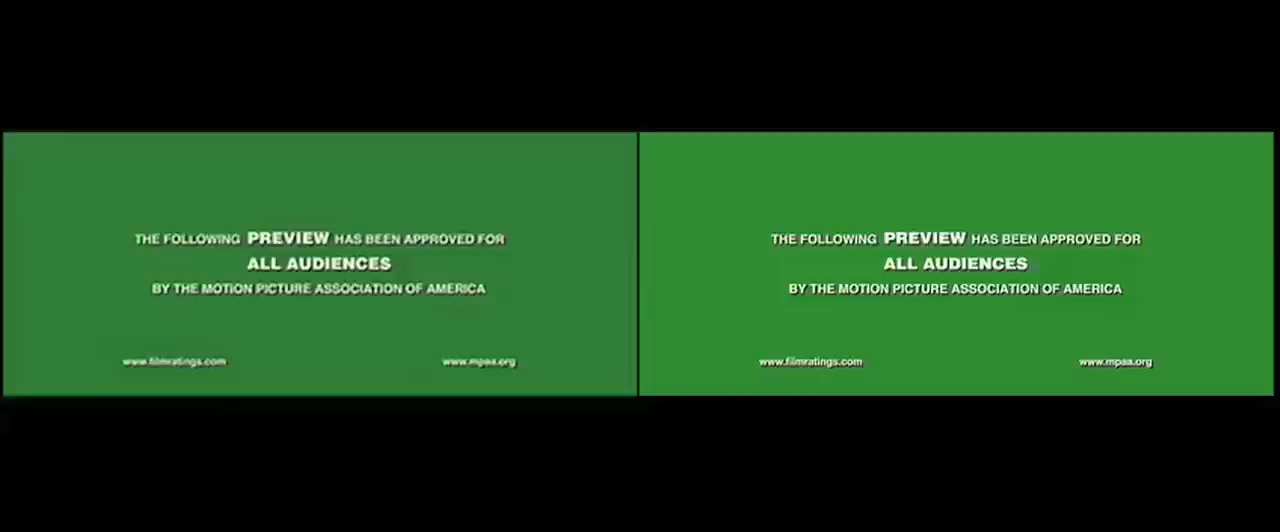 THE FOLLOWING PREVIEW HAS BEEN APPROVED FOR
ALL AUDIENCES
BY THE MOTION PICTURE ASSOCIATION OF AMERICA
www.filmratings.com www.mpaa.org
THE FOLLOWING PREVIEW HAS BEEN APPROVED FOR
ALL AUDIENCES
BY THE MOTION PICTURE ASSOCIATION OF AMERICA
www.filmratings.com www.mpaa.org